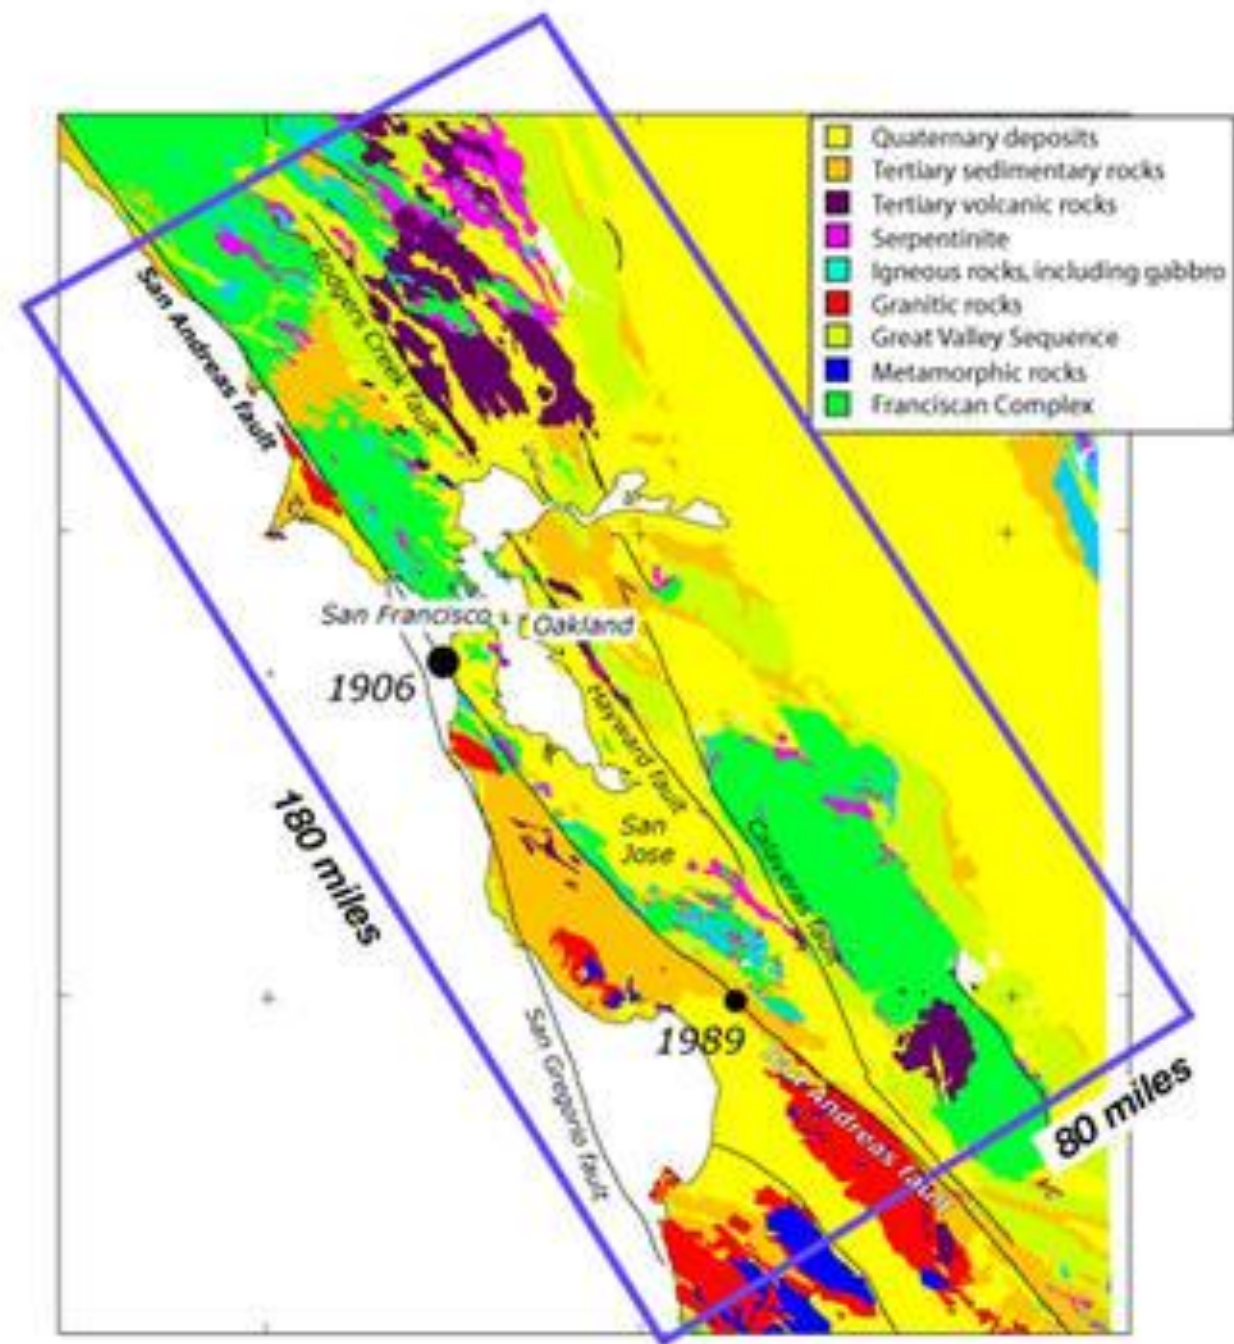 Quaternary deposits
Tertiary sedimentary rocks
Tertiary volcanic rocks
Serpentinite
Igneous rocks, including gabbro
Granitic rocks
Great Valley Sequence
Metamorphic rocks
Franciscan Complex
San Andreas fault
Rodgers Creek fault
San Francisco
Oakland
1906
Hayward fault
180 miles
San
Jose
Calaveras fault
1989
San Gregorio fault
San Andreas fault
80 miles